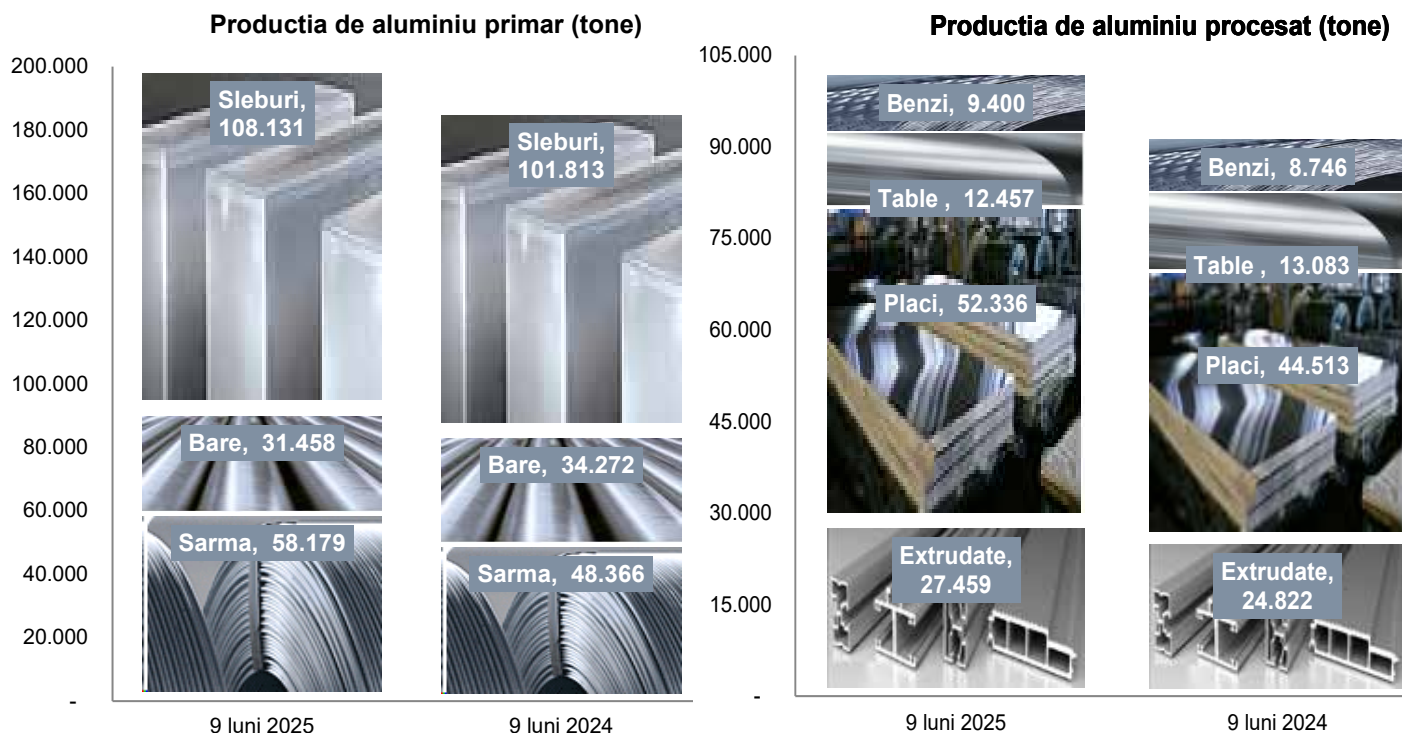 Productia de aluminiu primar (tone)
200.000
180.000
160.000
140.000
120.000
100.000
80.000
60.000
40.000
20.000
-
Sleburi,
108.131
Bare, 31.458
Sarma, 58.179
Sleburi,
101.813
Bare, 34.272
Sarma, 48.366
9 luni 2025
9 luni 2024
Productia de aluminiu procesat (tone)
105.000
90.000
75.000
60.000
45.000
30.000
15.000
-
Benzi, 9.400
Table , 12.457
Placi, 52.336
Extrudate,
27.459
Benzi, 8.746
Table , 13.083
Placi, 44.513
Extrudate,
24.822
9 luni 2025
9 luni 2024